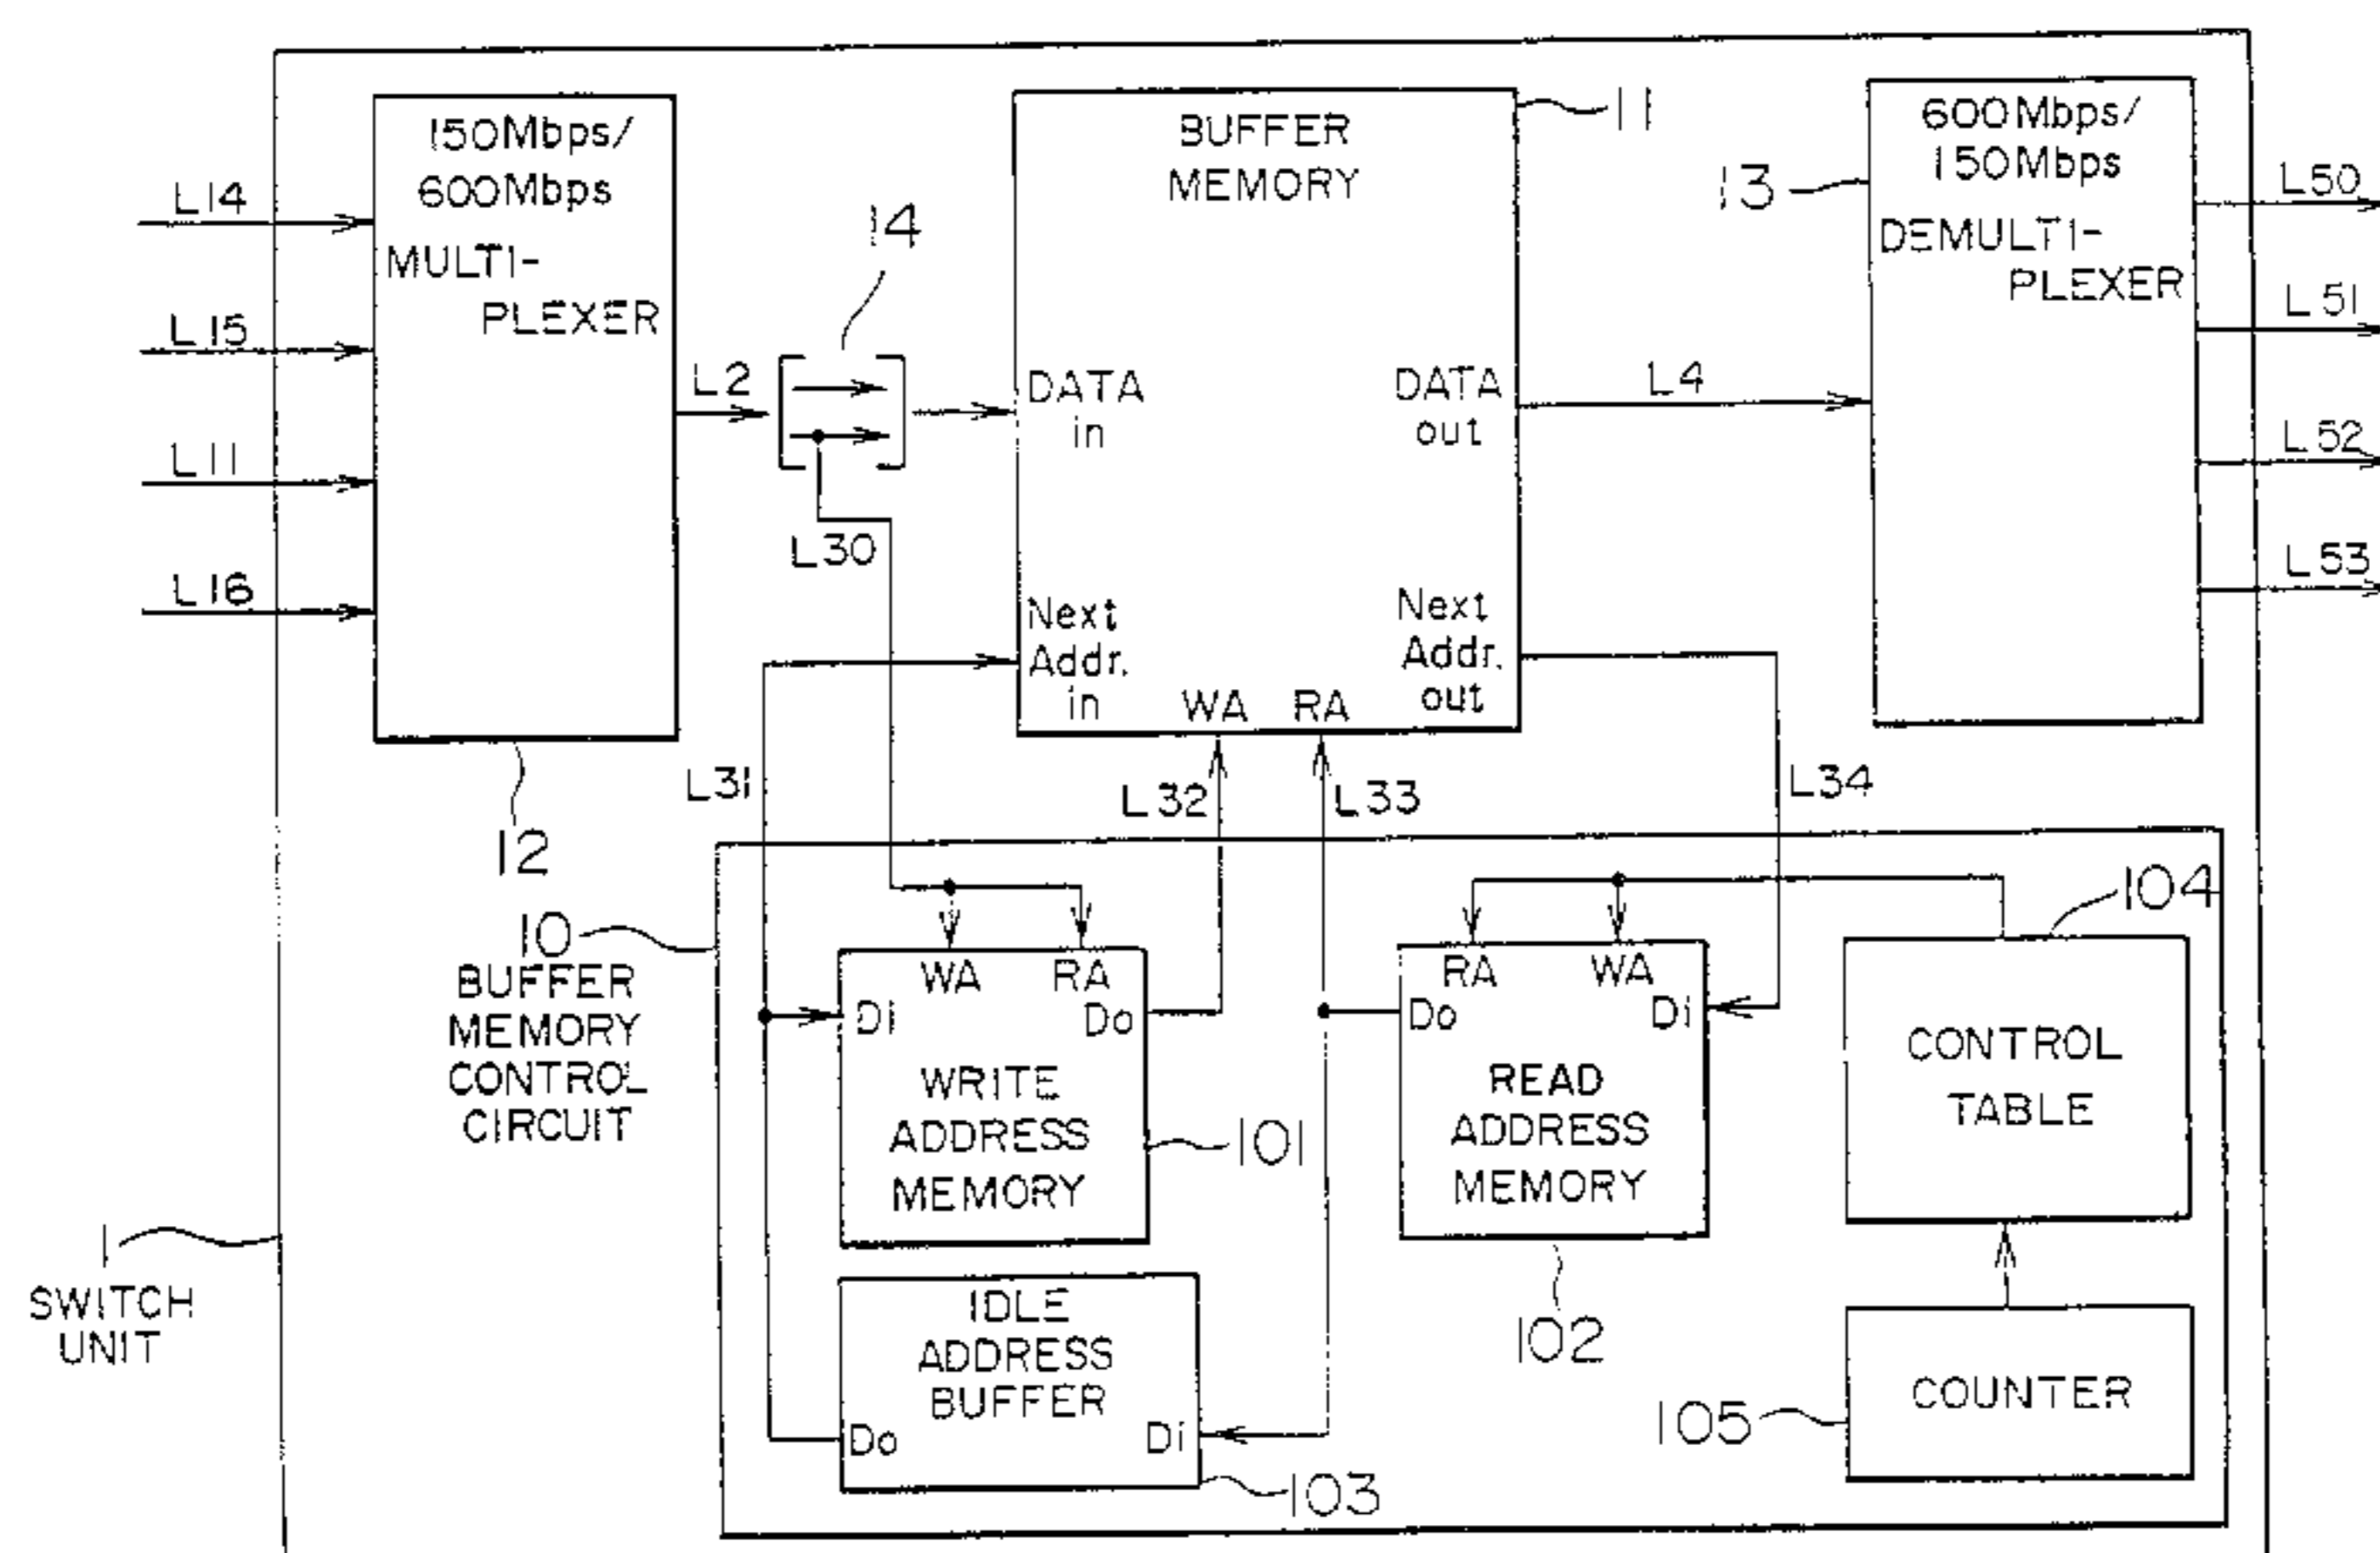 150Mbps/
600Mbps
MULTI-
PLEXER
L14
L15
L11
L16
12
L2
14
L30
BUFFER
MEMORY
11
DATA
in
DATA
out
Next
Addr.
in
WA
RA
Next
Addr.
out
L4
600Mbps/
150Mbps
DEMULTI-
PLEXER
13
L50
L51
L52
L53
L31
L32
L33
L34
10
BUFFER
MEMORY
CONTROL
CIRCUIT
WA
RA
Di
Do
WRITE
ADDRESS
MEMORY
101
RA
WA
Do
Di
READ
ADDRESS
MEMORY
102
104
CONTROL
TABLE
1
SWITCH
UNIT
IDLE
ADDRESS
BUFFER
Do
Di
103
COUNTER
105